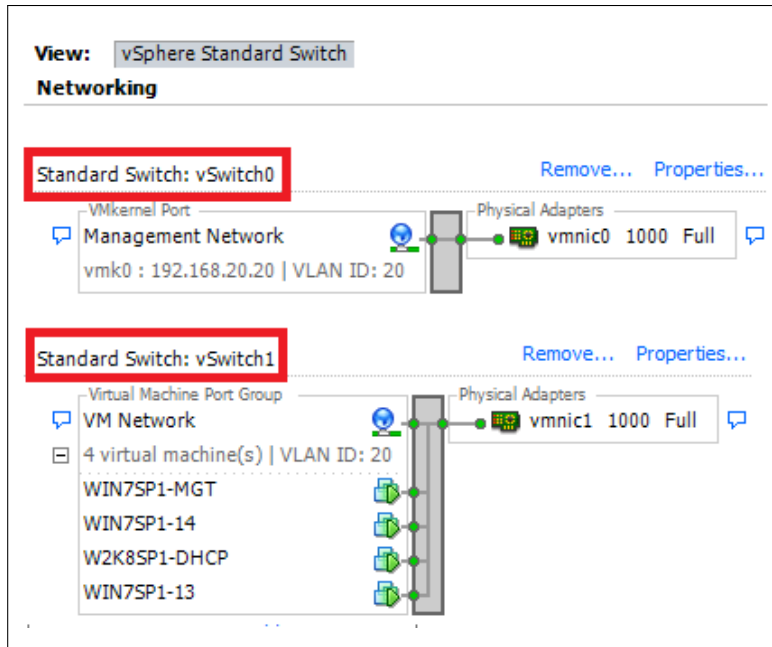 View: vSphere Standard Switch
Networking
Standard Switch: vSwitch0 Remove... Properties...
VMkernel Port Physical Adapters
Management Network vmnic0 1000 Full
vmk0 : 192.168.20.20 | VLAN ID: 20
Standard Switch: vSwitch1 Remove... Properties...
Virtual Machine Port Group Physical Adapters
VM Network vmnic1 1000 Full
4 virtual machine(s) | VLAN ID: 20
WIN7SP1-MGT
WIN7SP1-14
W2K8SP1-DHCP
WIN7SP1-13